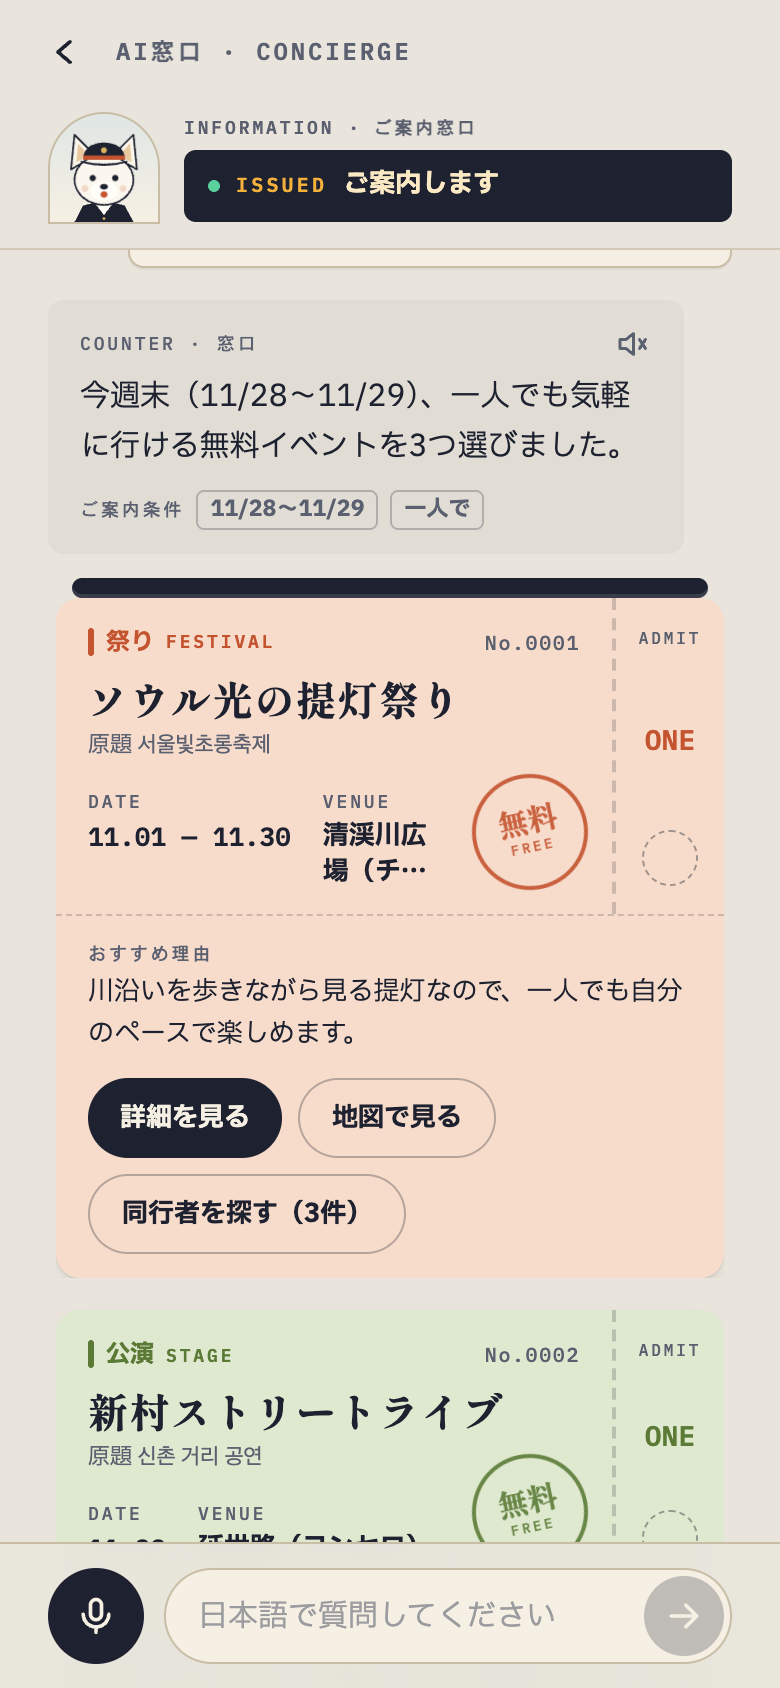 AI窓口 · CONCIERGE
INFORMATION · ご案内窓口
ISSUED ご案内します
COUNTER · 窓口
今週末（11/28〜11/29）、一人でも気軽
に行ける無料イベントを3つ選びました。
ご案内条件 11/28〜11/29 一人で
祭り FESTIVAL No.0001 ADMIT
ソウル光の提灯祭り
原題 서울빛초롱축제
ONE
DATE VENUE
11.01 — 11.30 清渓川広
場（チ…
無料
FREE
おすすめ理由
川沿いを歩きながら見る提灯なので、一人でも自分
のペースで楽しめます。
詳細を見る 地図で見る
同行者を探す（3件）
公演 STAGE No.0002 ADMIT
新村ストリートライブ
原題 신촌 거리 공연
ONE
無料
FREE
DATE VENUE
日本語で質問してください